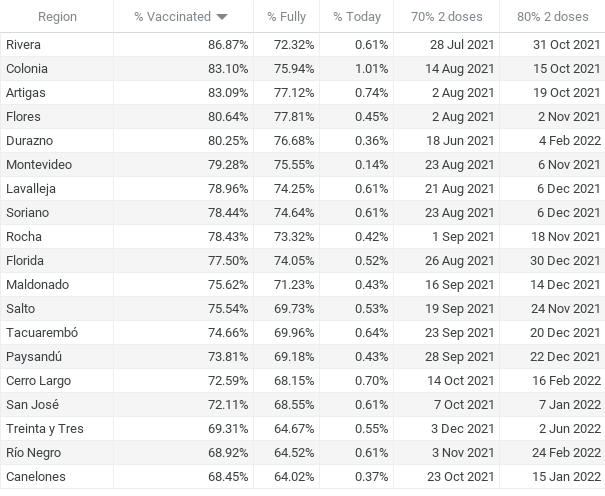 Region % Vaccinated % Fully % Today 70% 2 doses 80% 2 doses
Rivera 86.87% 72.32% 0.61% 28 Jul 2021 31 Oct 2021
Colonia 83.10% 75.94% 1.01% 14 Aug 2021 15 Oct 2021
Artigas 83.09% 77.12% 0.74% 2 Aug 2021 19 Oct 2021
Flores 80.64% 77.81% 0.45% 2 Aug 2021 2 Nov 2021
Durazno 80.25% 76.68% 0.36% 18 Jun 2021 4 Feb 2022
Montevideo 79.28% 75.55% 0.14% 23 Aug 2021 6 Nov 2021
Lavalleja 78.96% 74.25% 0.61% 21 Aug 2021 6 Dec 2021
Soriano 78.44% 74.64% 0.61% 23 Aug 2021 6 Dec 2021
Rocha 78.43% 73.32% 0.42% 1 Sep 2021 18 Nov 2021
Florida 77.50% 74.05% 0.52% 26 Aug 2021 30 Dec 2021
Maldonado 75.62% 71.23% 0.43% 16 Sep 2021 14 Dec 2021
Salto 75.54% 69.73% 0.53% 19 Sep 2021 24 Nov 2021
Tacuarembó 74.66% 69.96% 0.64% 23 Sep 2021 20 Dec 2021
Paysandú 73.81% 69.18% 0.43% 28 Sep 2021 22 Dec 2021
Cerro Largo 72.59% 68.15% 0.70% 14 Oct 2021 16 Feb 2022
San José 72.11% 68.55% 0.61% 7 Oct 2021 7 Jan 2022
Treinta y Tres 69.31% 64.67% 0.55% 3 Dec 2021 2 Jun 2022
Río Negro 68.92% 64.52% 0.61% 3 Nov 2021 24 Feb 2022
Canelones 68.45% 64.02% 0.37% 23 Oct 2021 15 Jan 2022